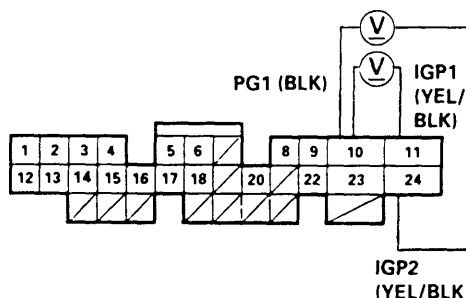 V
IGP1
(YEL/
BLK)
PG1 (BLK)
V
1 2 3 4 5 6 8 9 10 11
12 13 14 15 16 17 18 20 22 23 24
IGP2
(YEL/BLK